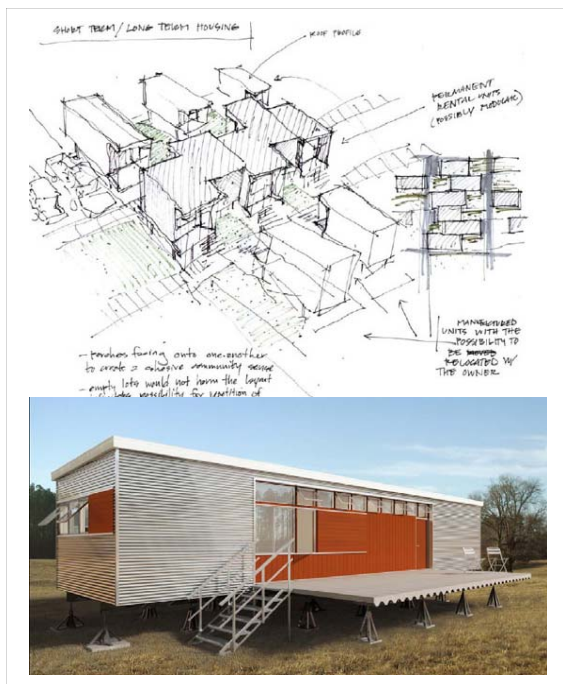 SHORT TERM / LONG TERM HOUSING
ROOF PROFILE
PERMANENT
RENTAL UNITS
(POSSIBLY MODULAR)
MANUFACTURED
UNITS WITH THE
POSSIBILITY TO
BE MOVED
RELOCATED W/
THE OWNER
- porches facing onto one-another
to create a cohesive community sense
- empty lots would not harm the layout
possibility for repetition of